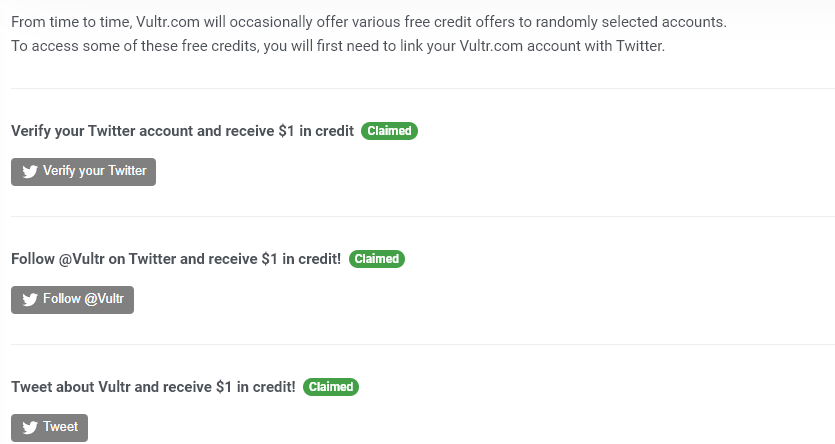 From time to time, Vultr.com will occasionally offer various free credit offers to randomly selected accounts.
To access some of these free credits, you will first need to link your Vultr.com account with Twitter.
Verify your Twitter account and receive $1 in credit Claimed
Verify your Twitter
Follow @Vultr on Twitter and receive $1 in credit! Claimed
Follow @Vultr
Tweet about Vultr and receive $1 in credit! Claimed
Tweet